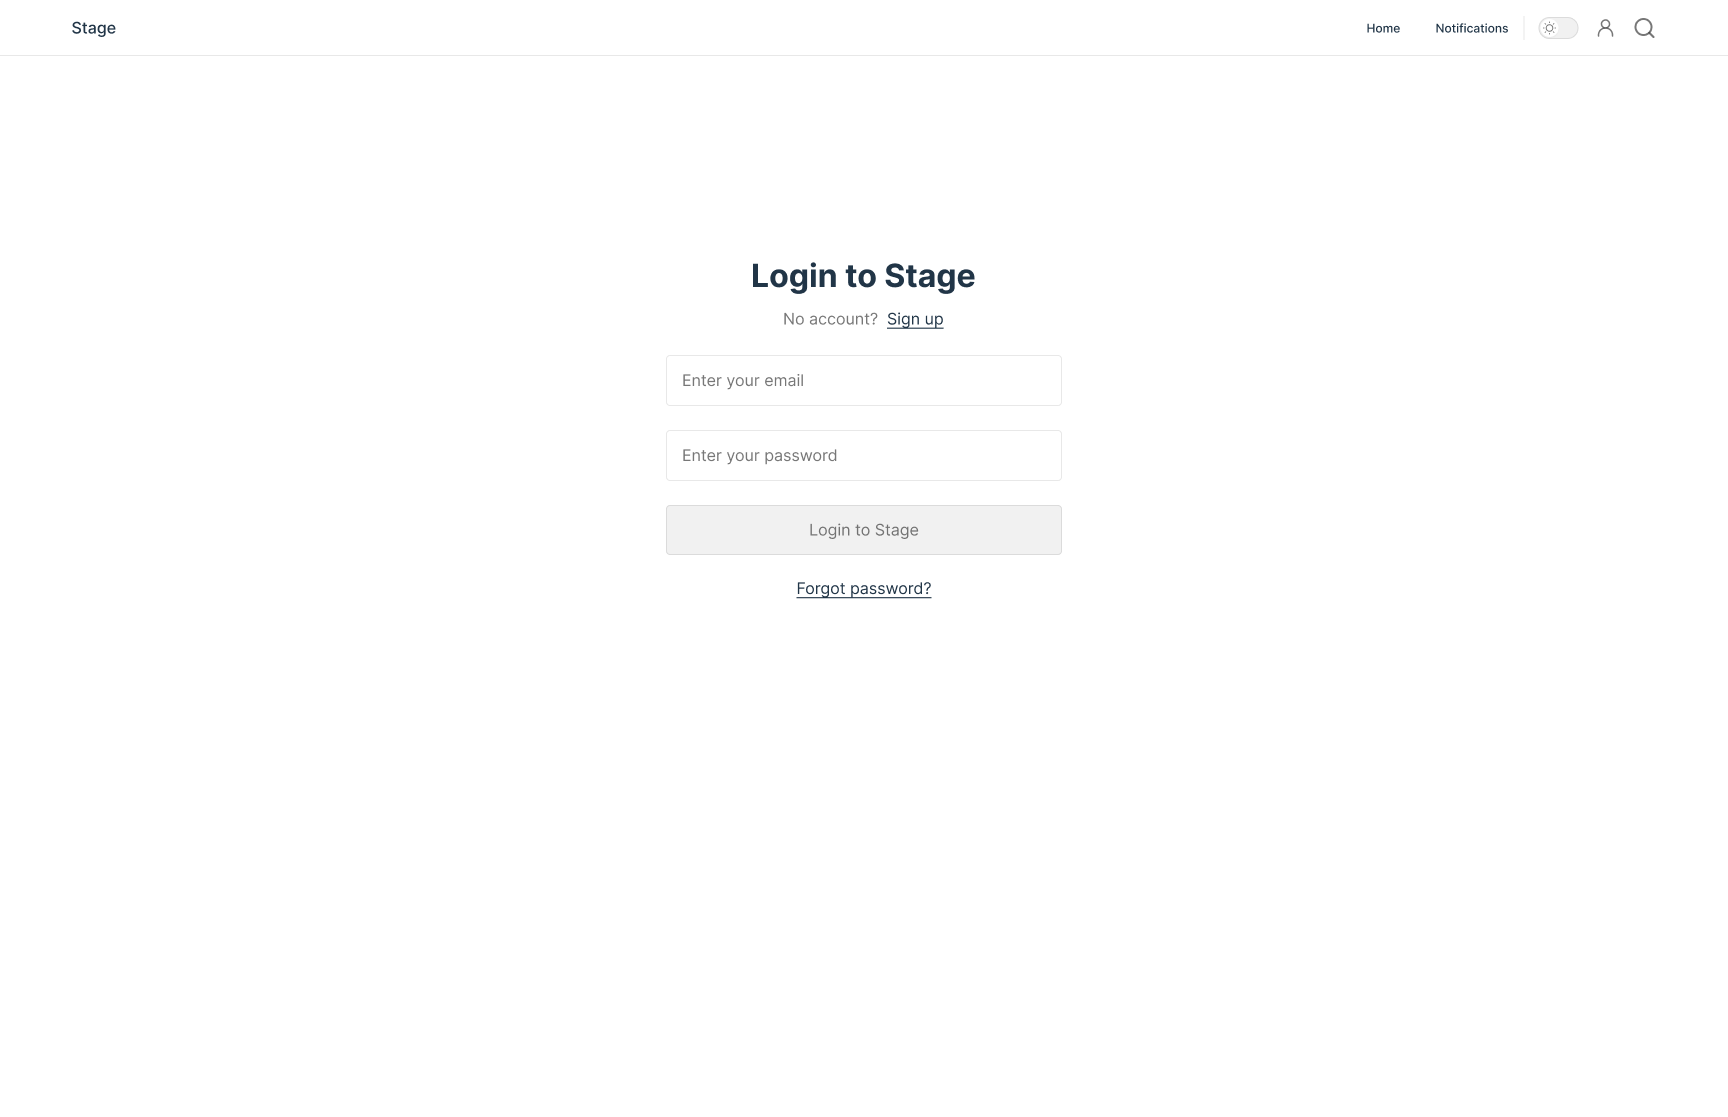 Stage
Home
Notifications
Login to Stage
No account? Sign up
Enter your email
Enter your password
Login to Stage
Forgot password?